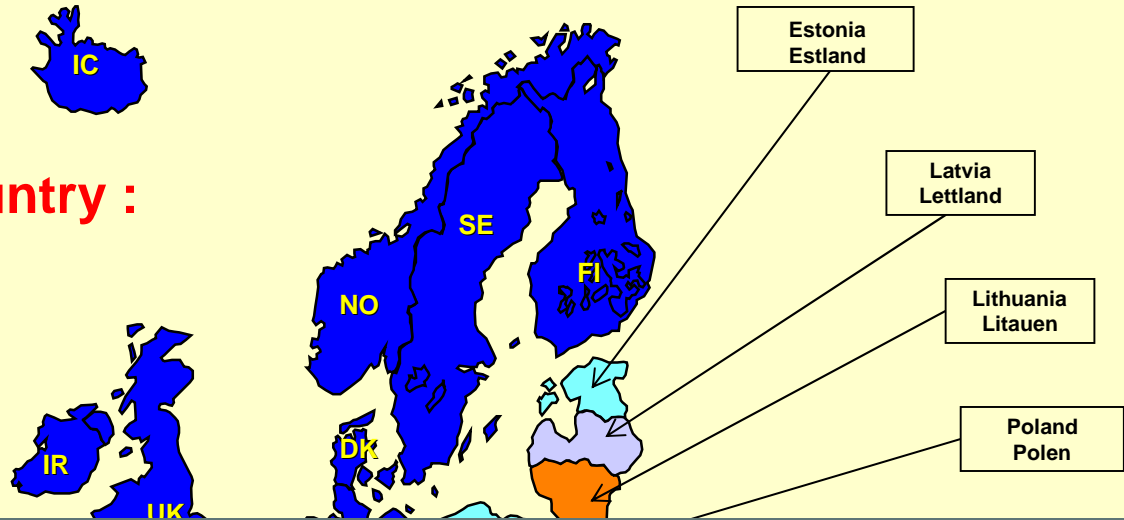 Estonia
Estland
IC
Latvia
Lettland
untry :
SE
FI
Lithuania
Litauen
NO
Poland
Polen
DK
IR
UK